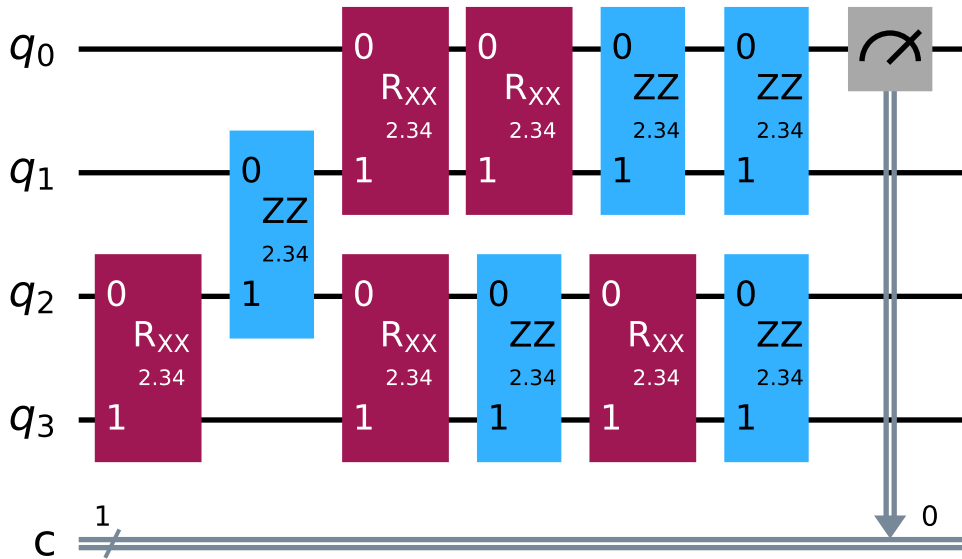 q0 0 0 0 0
RXX RXX ZZ ZZ
2.34 2.34 2.34 2.34
q1 0 1 1 1 1
ZZ
2.34
q2 0 1 0 0 0 0
RXX RXX ZZ RXX ZZ
2.34 2.34 2.34 2.34 2.34
q3 1 1 1 1 1
1 0
c